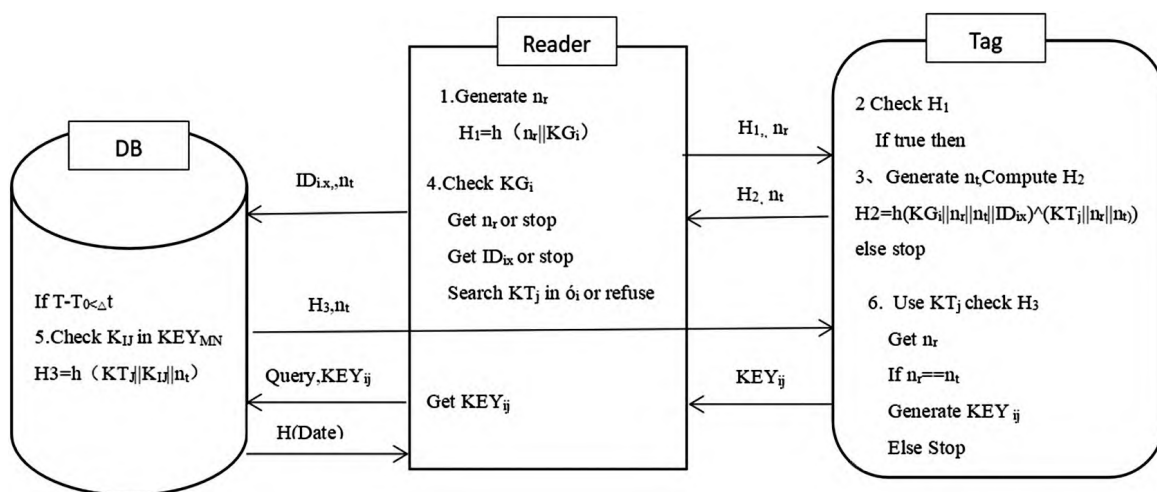 Reader
Tag
DB
1.Generate nr
H1=h（nr||KGi）
4.Check KGi
Get nr or stop
Get IDix or stop
Search KTj in ói or refuse
Get KEYij
H1,, nr
H2, nt
KEYij
2 Check H1
If true then
3、Generate nt,Compute H2
H2=h(KGi||nr||nt||IDix)^(KTj||nr||nt))
else stop
6. Use KTj check H3
Get nr
If nr==nt
Generate KEY ij
Else Stop
IDi.x,,nt
H3,nt
Query,KEYij
H(Date)
If T-T0<△t
5.Check KIJ in KEYMN
H3=h（KTJ||KIJ||nt）